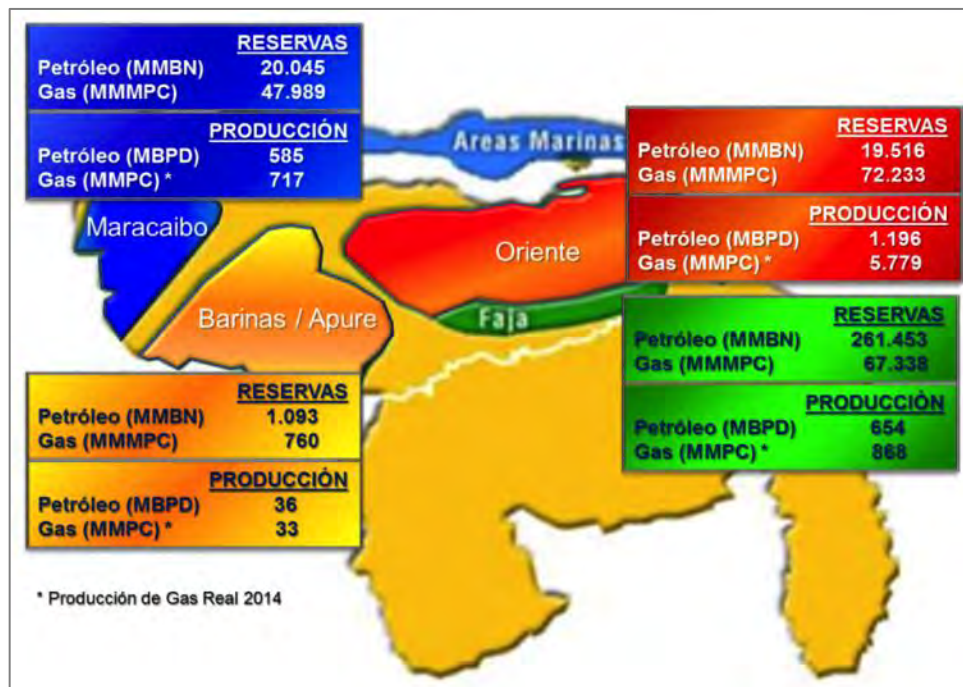 RESERVAS
Petróleo (MMBN) 20.045
Gas (MMMPC) 47.989
PRODUCCIÓN
Petróleo (MBPD) 585
Gas (MMPC) * 717
Areas Marinas
RESERVAS
Petróleo (MMBN) 19.516
Gas (MMMPC) 72.233
PRODUCCIÓN
Petróleo (MBPD) 1.196
Gas (MMPC) * 5.779
Maracaibo
Oriente
Barinas / Apure
Faja
RESERVAS
Petróleo (MMBN) 261.453
Gas (MMMPC) 67.338
PRODUCCIÓN
Petróleo (MBPD) 654
Gas (MMPC) * 868
RESERVAS
Petróleo (MMBN) 1.093
Gas (MMMPC) 760
PRODUCCIÓN
Petróleo (MBPD) 36
Gas (MMPC) * 33
* Producción de Gas Real 2014